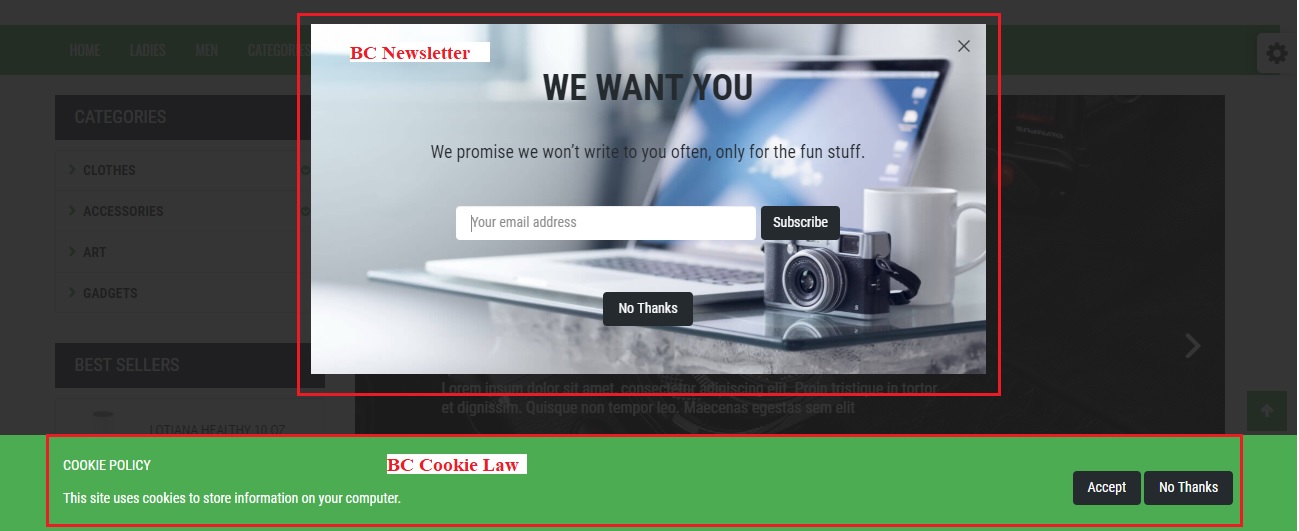 HOME LADIES MEN CATEGORIES
BC Newsletter
WE WANT YOU
We promise we won't write to you often, only for the fun stuff.
Your email address
Subscribe
No Thanks
CATEGORIES
CLOTHES
ACCESSORIES
ART
GADGETS
BEST SELLERS
LOTIANA HEALTHY 10 OZ
Lorem ipsum dolor sit amet, consectetur adipiscing elit. Proin tristique in tortor
et dignissim. Quisque non tempor leo. Maecenas egestas sem elit
COOKIE POLICY
BC Cookie Law
This site uses cookies to store information on your computer.
Accept
No Thanks